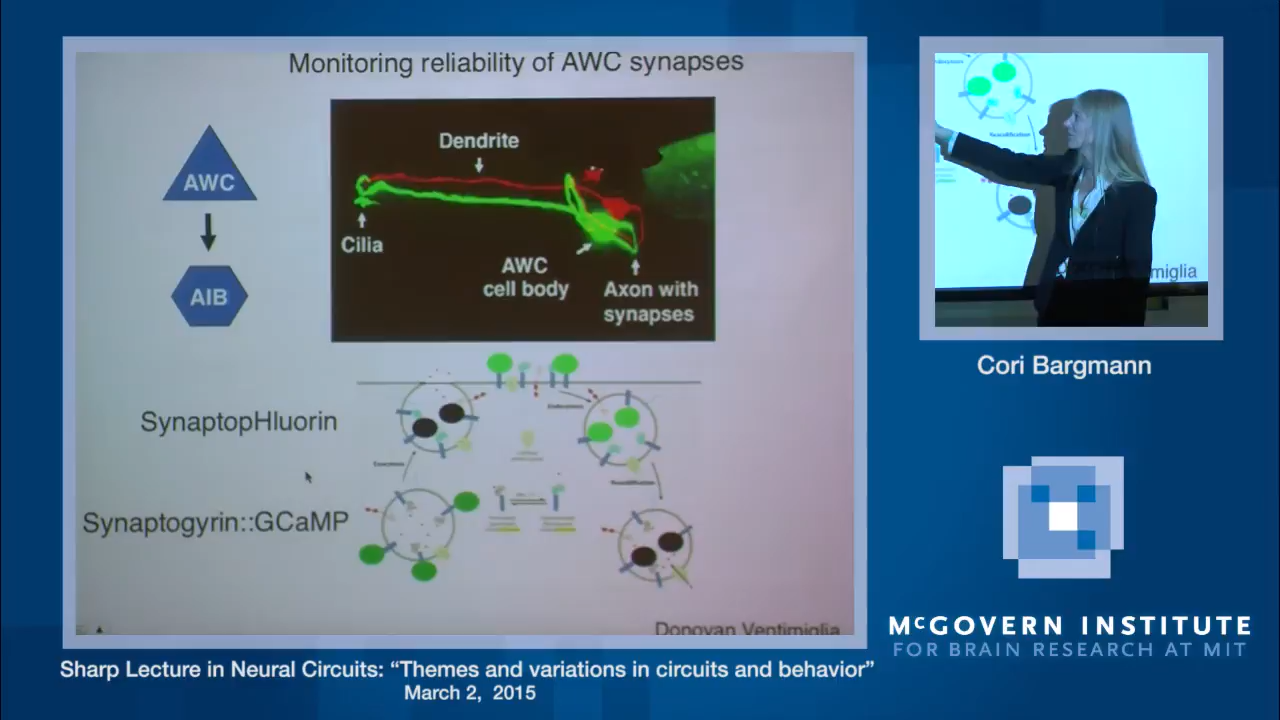 Monitoring reliability of AWC synapses
AWC
AIB
Dendrite
Cilia
AWC
cell body
Axon with
synapses
SynaptopHluorin
Synaptogyrin::GCaMP
Donovan Ventimiglia
miglia
Cori Bargmann
McGOVERN INSTITUTE
FOR BRAIN RESEARCH AT MIT
Sharp Lecture in Neural Circuits: “Themes and variations in circuits and behavior”
March 2, 2015